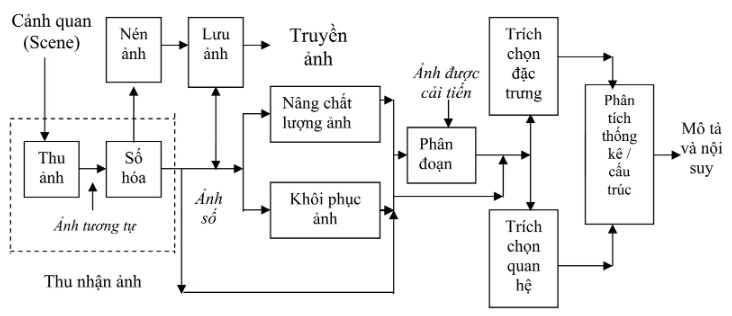 Cảnh quan
(Scene)
Nén
ảnh
Lưu
ảnh
Truyền
ảnh
Thu
ảnh
Số
hóa
Ảnh tương tự
Thu nhận ảnh
Ảnh
số
Nâng chất
lượng ảnh
Khôi phục
ảnh
Ảnh được
cải tiến
Phân
đoạn
Trích
chọn
đặc
trưng
Trích
chọn
quan
hệ
Phân
tích
thống
kê /
cấu
trúc
Mô tả
và nội
suy